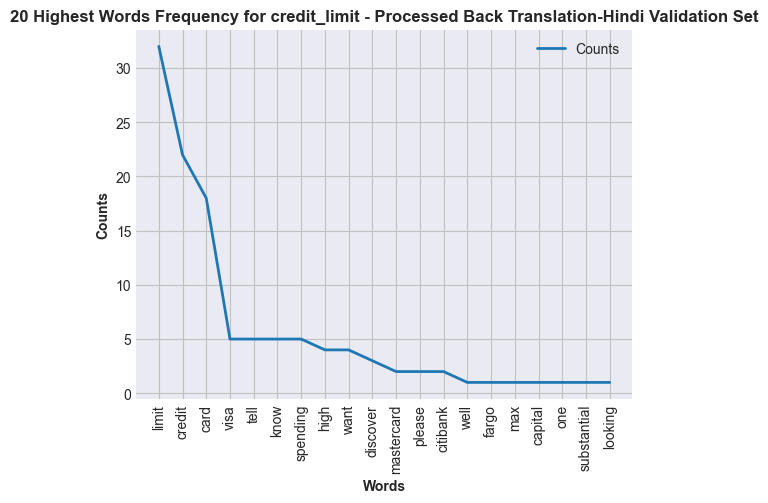 20 Highest Words Frequency for credit_limit - Processed Back Translation-Hindi Validation Set
Counts
30
25
20
15
10
5
0
Counts
limit
credit
card
visa
tell
know
spending
high
want
discover
mastercard
please
citibank
well
fargo
max
capital
one
substantial
looking
Words